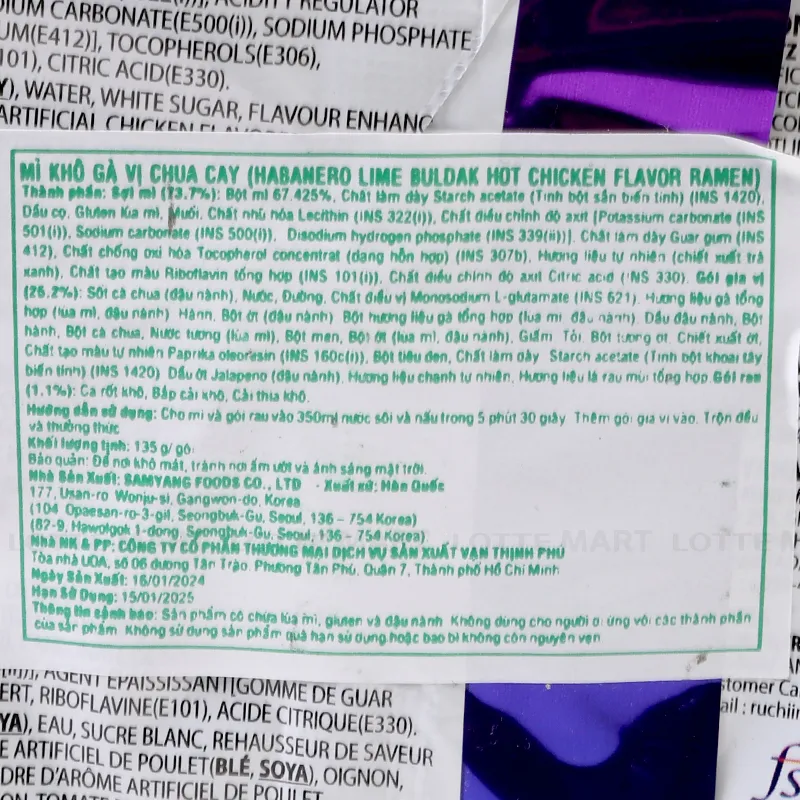 DIUM CARBONATE(E500(i)), SODIUM PHOSPHATE
UM(E412)], TOCOPHEROLS(E306),
101), CITRIC ACID(E330).
Y), WATER, WHITE SUGAR, FLAVOUR ENHANC
ARTIFICIAL CHICKEN FLAVO
MÌ KHÔ GÀ VỊ CHUA CAY (HABANERO LIME BULDAK HOT CHICKEN FLAVOR RAMEN)
Thành phần: Sợi mì (73.7%): Bột mì 67.425%, Chất làm dày Starch acetate (Tinh bột sắn biến tính) (INS 1420),
Dầu cọ, Gluten lúa mì, Muối, Chất nhũ hóa Lecithin (INS 322(i)), Chất điều chỉnh độ axit [Potassium carbonate (INS
501(i)), Sodium carbonate (INS 500(i)), Disodium hydrogen phosphate (INS 339(ii))], Chất làm dày Guar gum (INS
412), Chất chống oxi hóa Tocopherol concentrat (dạng hỗn hợp) (INS 307b), Hương liệu tự nhiên (chiết xuất trà
xanh), Chất tạo màu Riboflavin tổng hợp (INS 101(i)), Chất điều chỉnh độ axit Citric acid (INS 330). Gói gia vị
(25.2%): Sốt cà chua (đậu nành), Nước, Đường, Chất điều vị Monosodium L-glutamate (INS 621), Hương liệu gà tổng
hợp (lúa mì, đậu nành) Hành, Bột ớt (đậu nành) Bột hương liệu gà tổng hợp (lúa mì, đậu nành), Dầu đậu nành, Bột
hành, Bột cà chua, Nước tương (lúa mì), Bột men, Bột ớt (lúa mì, đậu nành), Giấm, Tỏi, Bột tương ớt, Chiết xuất ớt,
Chất tạo màu tự nhiên Paprika oleoresin (INS 160c(i)), Bột tiêu đen, Chất làm dày Starch acetate (Tinh bột khoai tây
biến tính) (INS 1420) Dầu ớt Jalapeno (đậu nành), Hương liệu chanh tự nhiên, Hương liệu lá rau mùi tổng hợp.Gói rau
(1.1%): Cà rốt khô, Bắp cải khô, Cải thìa khô.
Hướng dẫn sử dụng: Cho mì và gói rau vào 350ml nước sôi và nấu trong 5 phút 30 giây Thêm gói gia vị vào. Trộn đều
và thưởng thức
Khối lượng tịnh: 135 g/ gói
Bảo quản: Để nơi khô mát, tránh nơi ẩm ướt và ánh sáng mặt trời.
Nhà Sản Xuất: SAMYANG FOODS CO., LTD - Xuất xứ: Hàn Quốc
177, Usan-ro Wonju-si, Gangwon-do, Korea
(104 Opaesan-ro-3-gil, Seongbuk-Gu, Seoul, 136 - 754 Korea)
(82-9, Hawolgok 1-dong, Seongbuk-Gu, Seoul, 136 - 754 Korea)
Nhà NK & PP: CÔNG TY CỔ PHẦN THƯƠNG MẠI DỊCH VỤ SẢN XUẤT VẠN THỊNH PHÚ
Tòa nhà UOA, số 06 đường Tân Trào, Phường Tân Phú, Quận 7, Thành phố Hồ Chí Minh
Ngày Sản Xuất: 16/01/2024
Hạn Sử Dụng: 15/01/2025
Thông tin cảnh báo: Sản phẩm có chứa lúa mì, gluten và đậu nành Không dùng cho người dị ứng với các thành phần
của sản phẩm Không sử dụng sản phẩm quá hạn sử dụng hoặc bao bì không còn nguyên vẹn
LOTTE MART LOTTE M
(ii)], AGENT ÉPAISSISSANT[GOMME DE GUAR
ERT, RIBOFLAVINE(E101), ACIDE CITRIQUE(E330).
YA), EAU, SUCRE BLANC, REHAUSSEUR DE SAVEUR
E ARTIFICIEL DE POULET(BLÉ, SOYA), OIGNON,
DRE D'ARÔME ARTIFICIEL DE POULET
stomer Ca
ail : ruchiin
fs